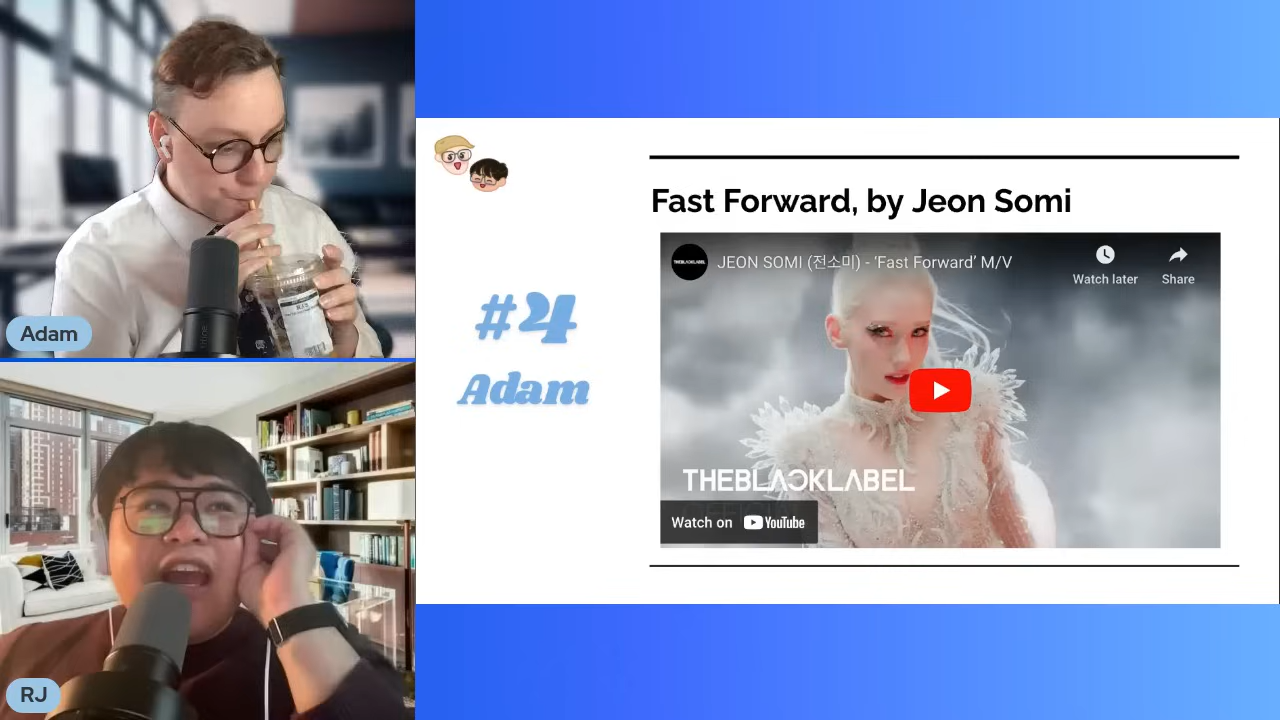 Adam
RJ
#4
Adam
Fast Forward, by Jeon Somi
THEBLACKLABEL
JEON SOMI (전소미) - ‘Fast Forward’ M/V
Watch later
Share
THEBLACKLABEL
Watch on YouTube